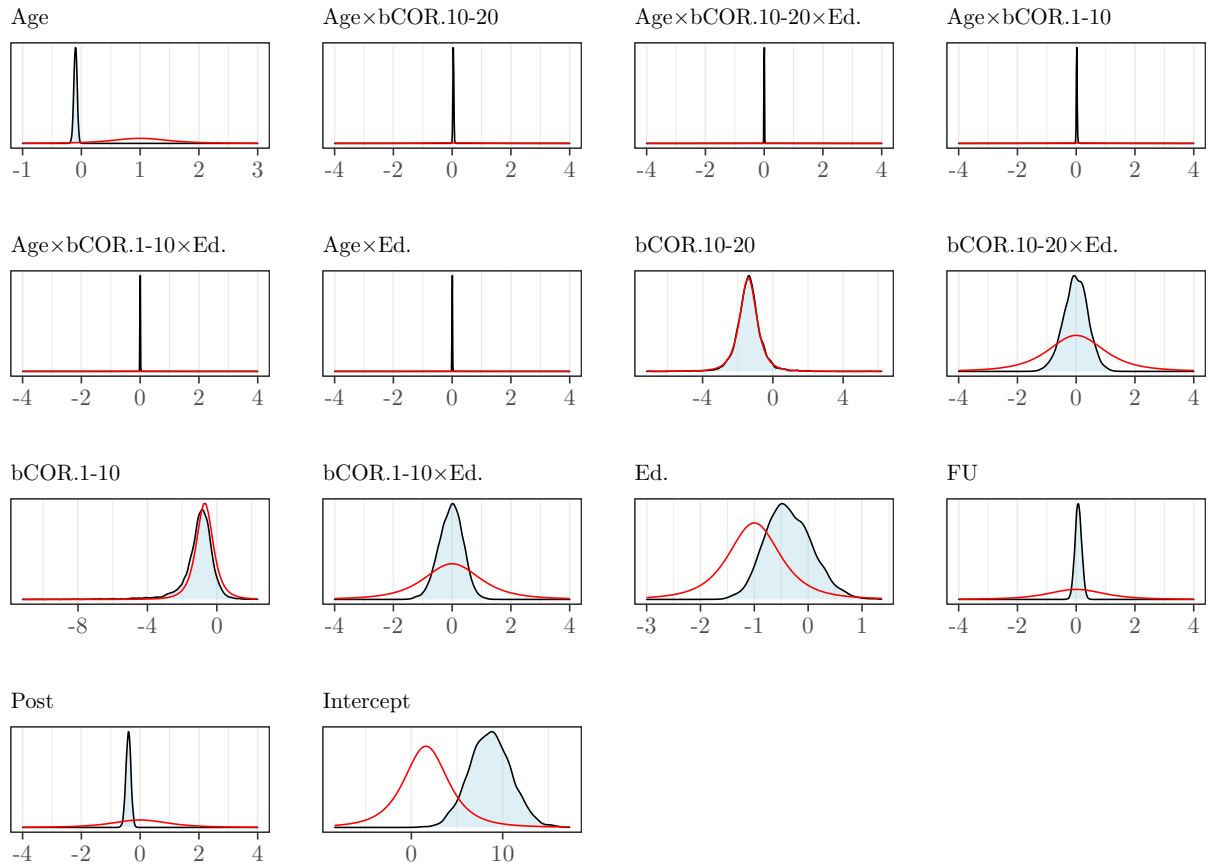 Age Age×bCOR.10-20 Age×bCOR.10-20×Ed. Age×bCOR.1-10
-1 0 1 2 3 -4 -2 0 2 4 -4 -2 0 2 4 -4 -2 0 2 4
Age×bCOR.1-10×Ed. Age×Ed. bCOR.10-20 bCOR.10-20×Ed.
-4 -2 0 2 4 -4 -2 0 2 4 -4 0 4 -4 -2 0 2 4
bCOR.1-10 bCOR.1-10×Ed. Ed. FU
-8 -4 0 -4 -2 0 2 4 -3 -2 -1 0 1 -4 -2 0 2 4
Post Intercept
-4 -2 0 2 4 0 10